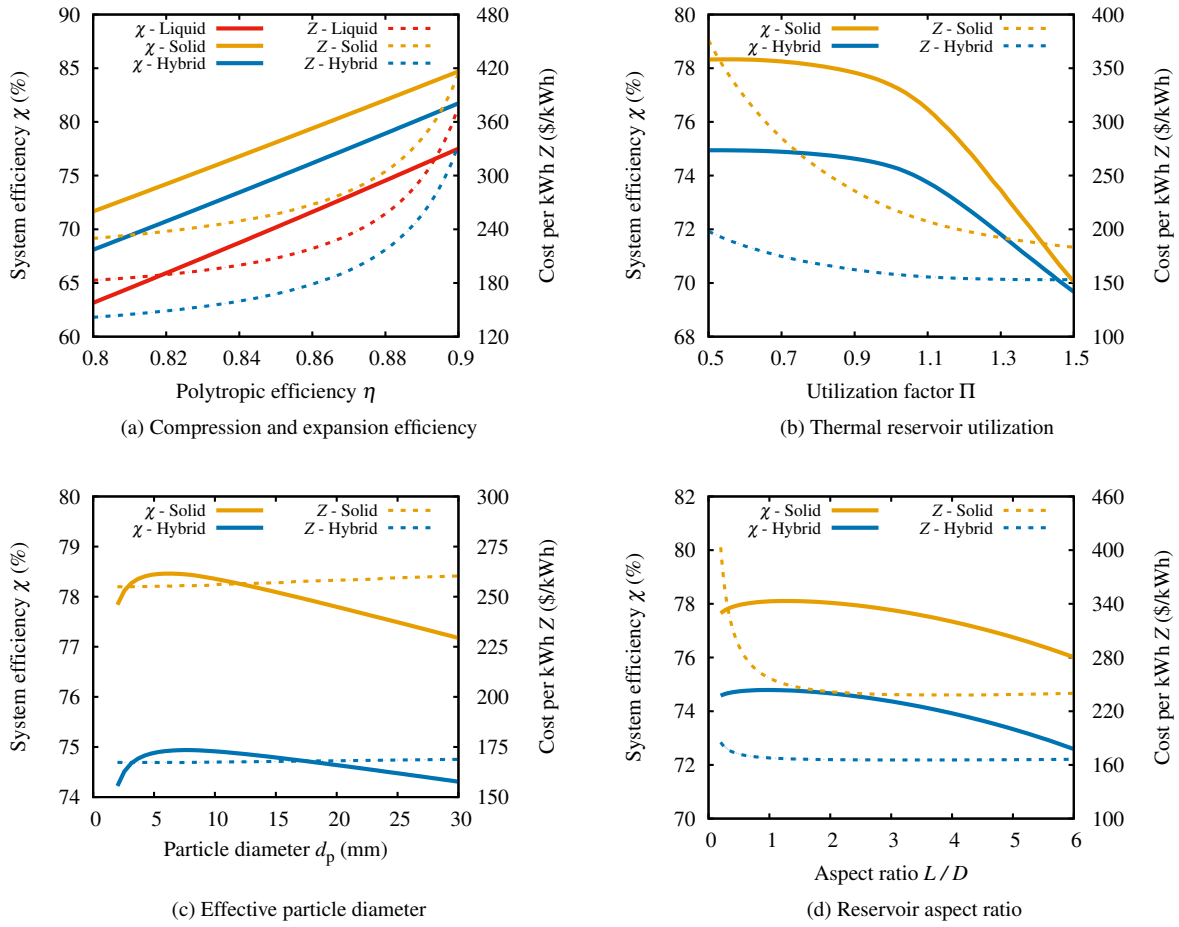 90
85
80
75
70
65
60
480
420
360
300
240
180
120
0.8
0.82
0.84
0.86
0.88
0.9
System efficiency χ (%)
Cost per kWh Z ($/kWh)
χ - Liquid
χ - Solid
χ - Hybrid
Z - Liquid
Z - Solid
Z - Hybrid
Polytropic efficiency η
(a) Compression and expansion efficiency
80
78
76
74
72
70
68
400
350
300
250
200
150
100
0.5
0.7
0.9
1.1
1.3
1.5
System efficiency χ (%)
Cost per kWh Z ($/kWh)
χ - Solid
χ - Hybrid
Z - Solid
Z - Hybrid
Utilization factor Π
(b) Thermal reservoir utilization
80
79
78
77
76
75
74
300
275
250
225
200
175
150
0
5
10
15
20
25
30
System efficiency χ (%)
Cost per kWh Z ($/kWh)
χ - Solid
χ - Hybrid
Z - Solid
Z - Hybrid
Particle diameter dp (mm)
(c) Effective particle diameter
82
80
78
76
74
72
70
460
400
340
280
220
160
100
0
1
2
3
4
5
6
System efficiency χ (%)
Cost per kWh Z ($/kWh)
χ - Solid
χ - Hybrid
Z - Solid
Z - Hybrid
Aspect ratio L / D
(d) Reservoir aspect ratio